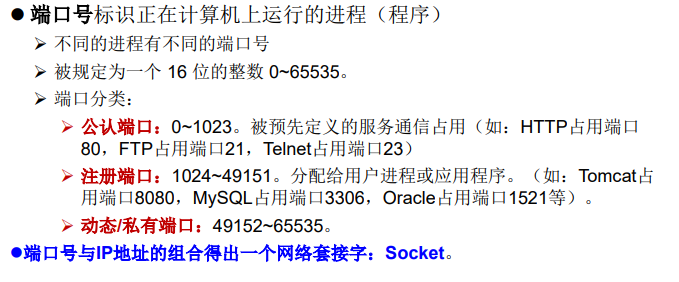 ● 端口号标识正在计算机上运行的进程（程序）
➢ 不同的进程有不同的端口号
➢ 被规定为一个 16 位的整数 0~65535。
➢ 端口分类：
➢ 公认端口：0~1023。被预先定义的服务通信占用（如：HTTP占用端口
80，FTP占用端口21，Telnet占用端口23）
➢ 注册端口：1024~49151。分配给用户进程或应用程序。（如：Tomcat占
用端口8080，MySQL占用端口3306，Oracle占用端口1521等）。
➢ 动态/私有端口：49152~65535。
●端口号与IP地址的组合得出一个网络套接字：Socket。